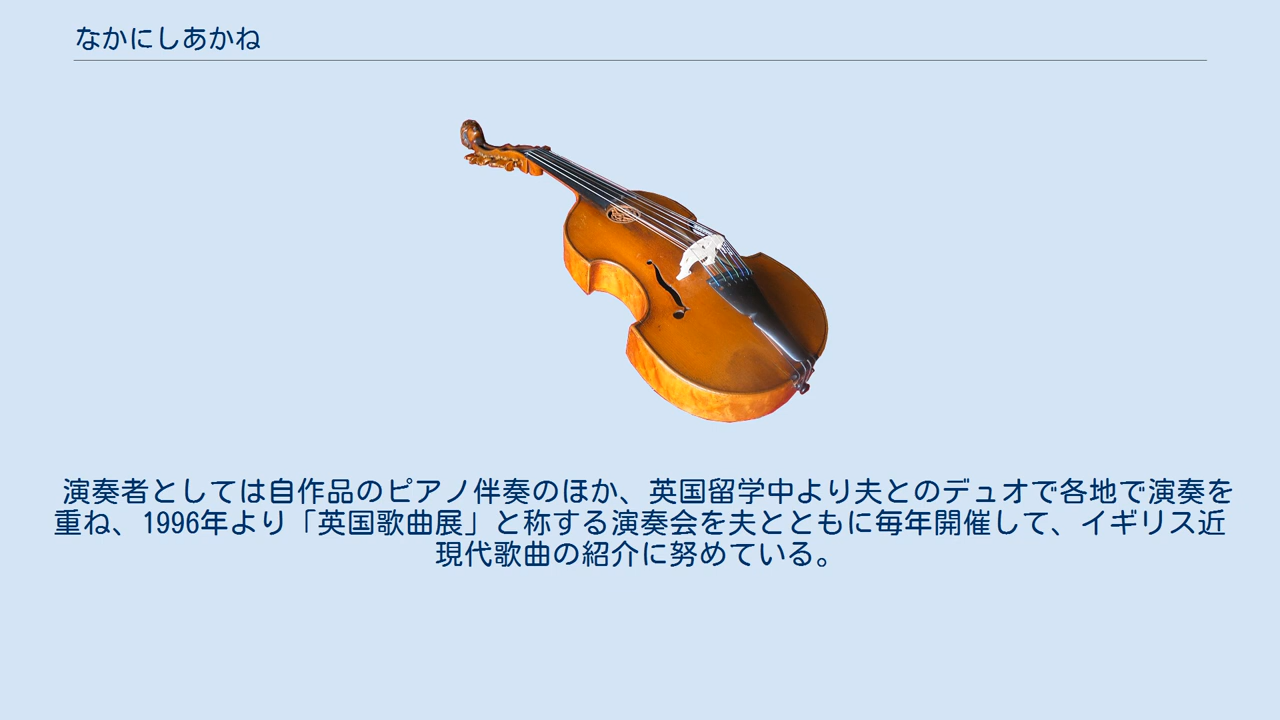 なかにしあかね
演奏者としては自作品のピアノ伴奏のほか、英国留学中より夫とのデュオで各地で演奏を
重ね、1996年より「英国歌曲展」と称する演奏会を夫とともに毎年開催して、イギリス近
現代歌曲の紹介に努めている。